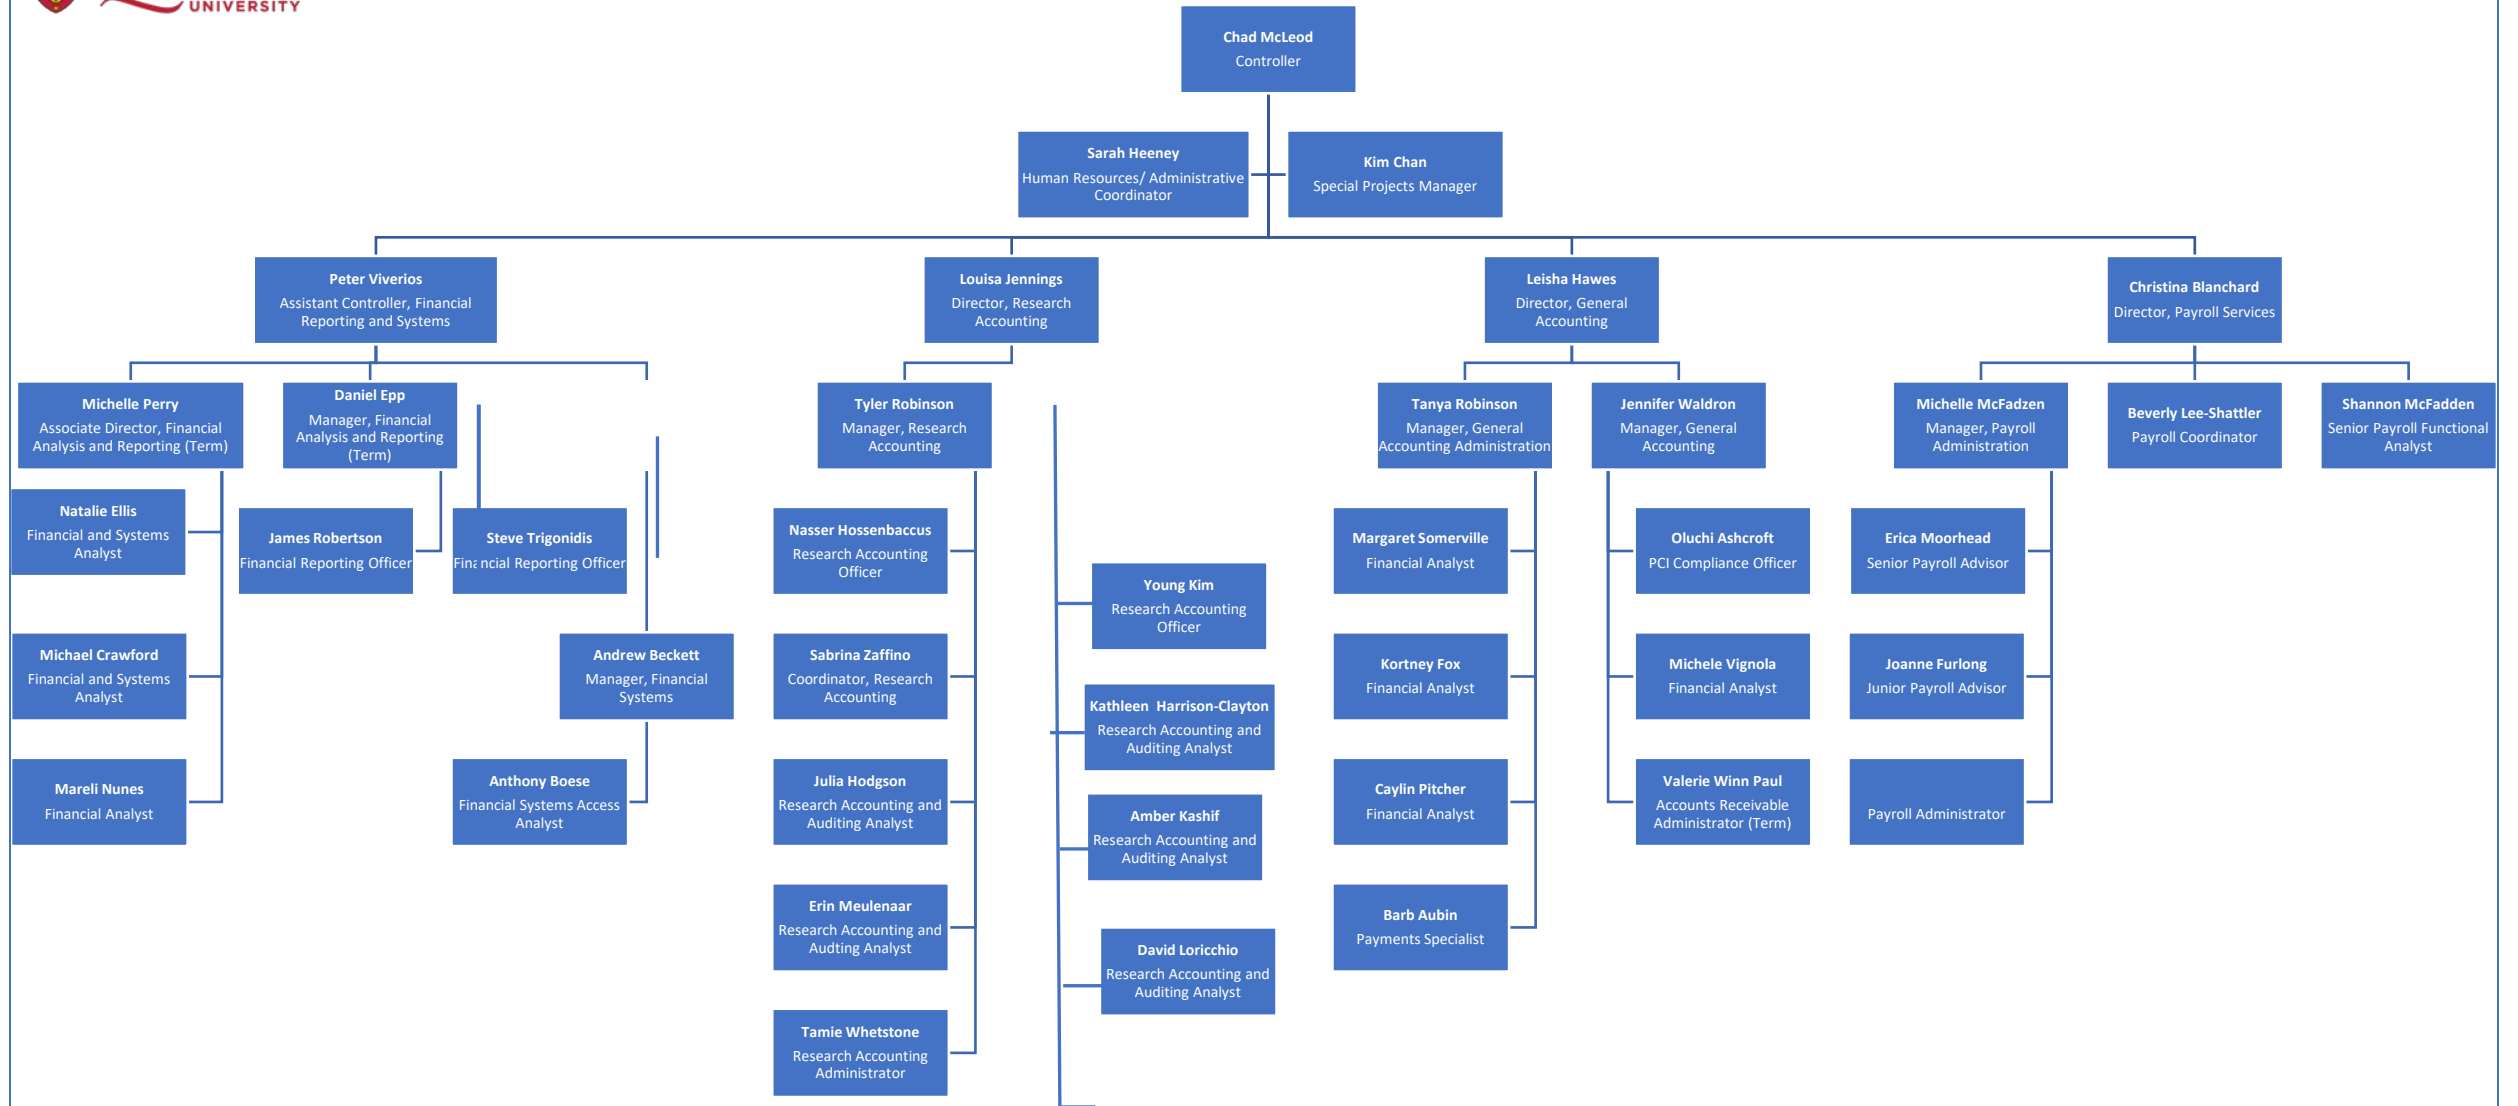 UNIVERSITY
Chad McLeod
Controller
Sarah Heeney
Human Resources/ Administrative
Coordinator
Kim Chan
Special Projects Manager
Peter Viverios
Assistant Controller, Financial
Reporting and Systems
Louisa Jennings
Director, Research
Accounting
Leisha Hawes
Director, General
Accounting
Christina Blanchard
Director, Payroll Services
Michelle Perry
Associate Director, Financial
Analysis and Reporting (Term)
Daniel Epp
Manager, Financial
Analysis and Reporting
(Term)
Tyler Robinson
Manager, Research
Accounting
Tanya Robinson
Manager, General
Accounting Administration
Jennifer Waldron
Manager, General
Accounting
Michelle McFadzen
Manager, Payroll
Administration
Beverly Lee-Shattler
Payroll Coordinator
Shannon McFadden
Senior Payroll Functional
Analyst
Natalie Ellis
Financial and Systems
Analyst
James Robertson
Financial Reporting Officer
Steve Trigonidis
Financial Reporting Officer
Nasser Hossenbaccus
Research Accounting
Officer
Young Kim
Research Accounting
Officer
Margaret Somerville
Financial Analyst
Oluchi Ashcroft
PCI Compliance Officer
Erica Moorhead
Senior Payroll Advisor
Michael Crawford
Financial and Systems
Analyst
Andrew Beckett
Manager, Financial
Systems
Sabrina Zaffino
Coordinator, Research
Accounting
Kathleen  Harrison-Clayton
Research Accounting and
Auditing Analyst
Kortney Fox
Financial Analyst
Michele Vignola
Financial Analyst
Joanne Furlong
Junior Payroll Advisor
Mareli Nunes
Financial Analyst
Anthony Boese
Financial Systems Access
Analyst
Julia Hodgson
Research Accounting and
Auditing Analyst
Amber Kashif
Research Accounting and
Auditing Analyst
Caylin Pitcher
Financial Analyst
Valerie Winn Paul
Accounts Receivable
Administrator (Term)
Payroll Administrator
Erin Meulenaar
Research Accounting and
Audting Analyst
David Loricchio
Research Accounting and
Auditing Analyst
Barb Aubin
Payments Specialist
Tamie Whetstone
Research Accounting
Administrator